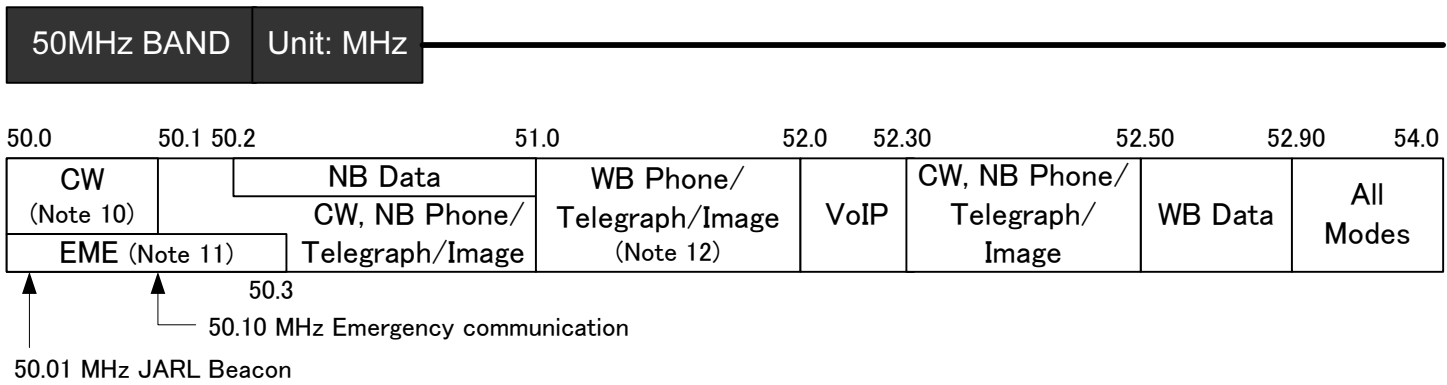 50MHz BAND Unit: MHz
50.0 50.1 50.2 51.0 52.0 52.30 52.50 52.90 54.0
CW
(Note 10)
EME (Note 11)
NB Data
CW, NB Phone/
Telegraph/Image
WB Phone/
Telegraph/Image
(Note 12)
VoIP
CW, NB Phone/
Telegraph/
Image
WB Data
All
Modes
50.3
50.10 MHz Emergency communication
50.01 MHz JARL Beacon